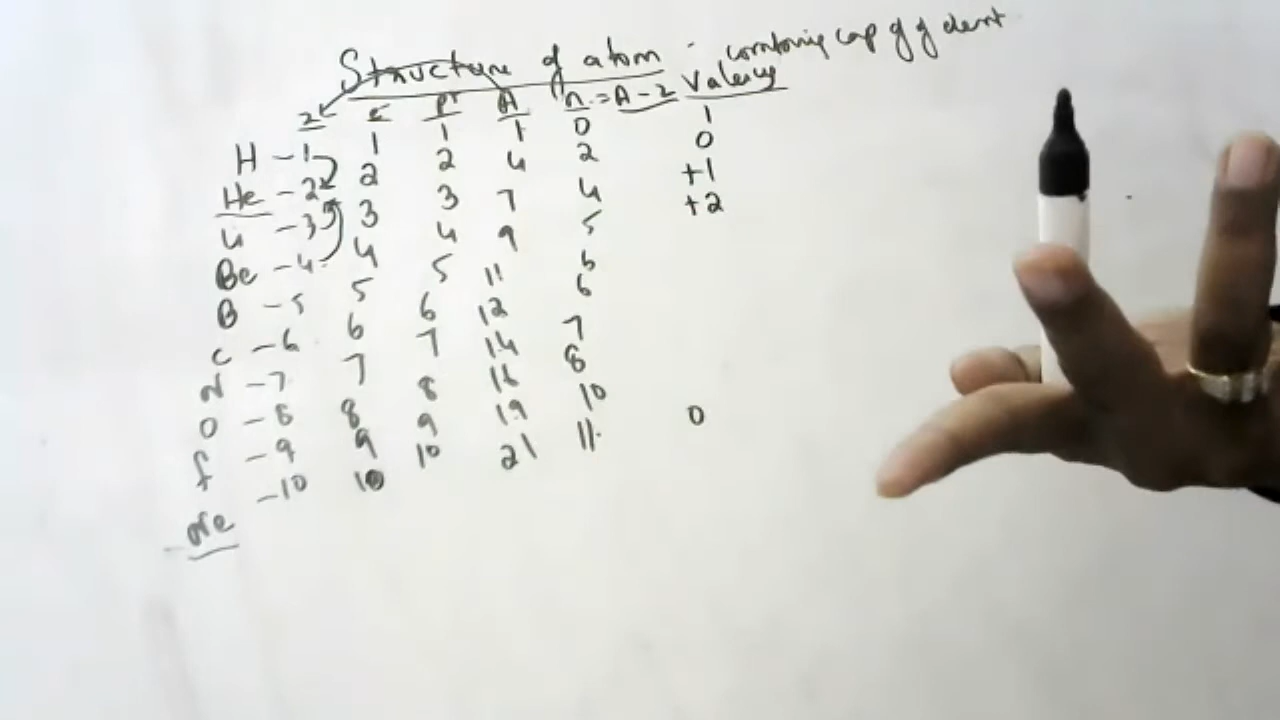 Structure of atom - combining cap of g element
Z e⁻ p⁺ A n = A-Z Valency
H - 1 1 1 1 0 1
He - 2 2 2 4 2 0
Li - 3 3 3 7 4 +1
Be - 4 4 4 9 5 +2
B - 5 5 5 11 6
C - 6 6 6 12 6
N - 7 7 7 14 7
O - 8 8 8 16 8
F - 9 9 9 19 10
Ne - 10 10 10 21 11 0